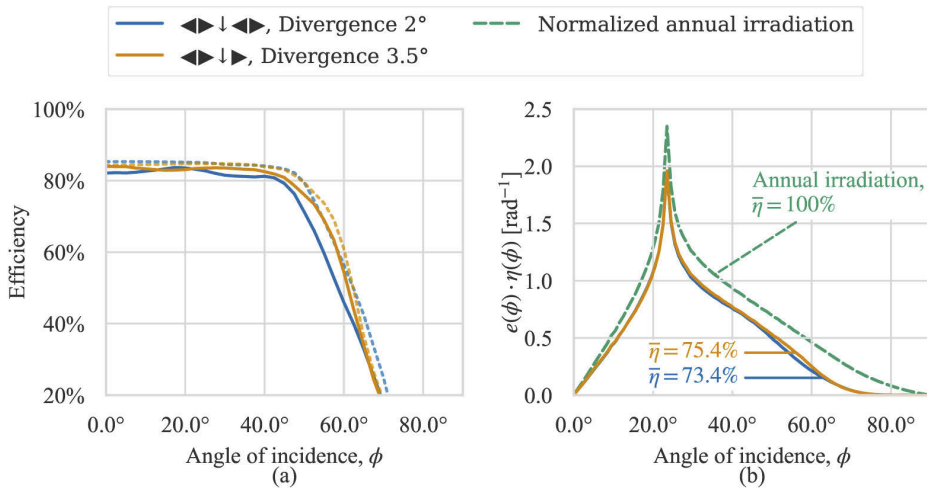 ◀▶↓◀▶, Divergence 2°
◀▶↓▶, Divergence 3.5°
Normalized annual irradiation
100%
80%
60%
40%
20%
Efficiency
0.0° 20.0° 40.0° 60.0° 80.0°
Angle of incidence, ϕ
(a)
2.5
2.0
1.5
1.0
0.5
0.0
e(ϕ) · η(ϕ) [rad⁻¹]
Annual irradiation,
η̅ = 100%
η̅ = 75.4%
η̅ = 73.4%
0.0° 20.0° 40.0° 60.0° 80.0°
Angle of incidence, ϕ
(b)